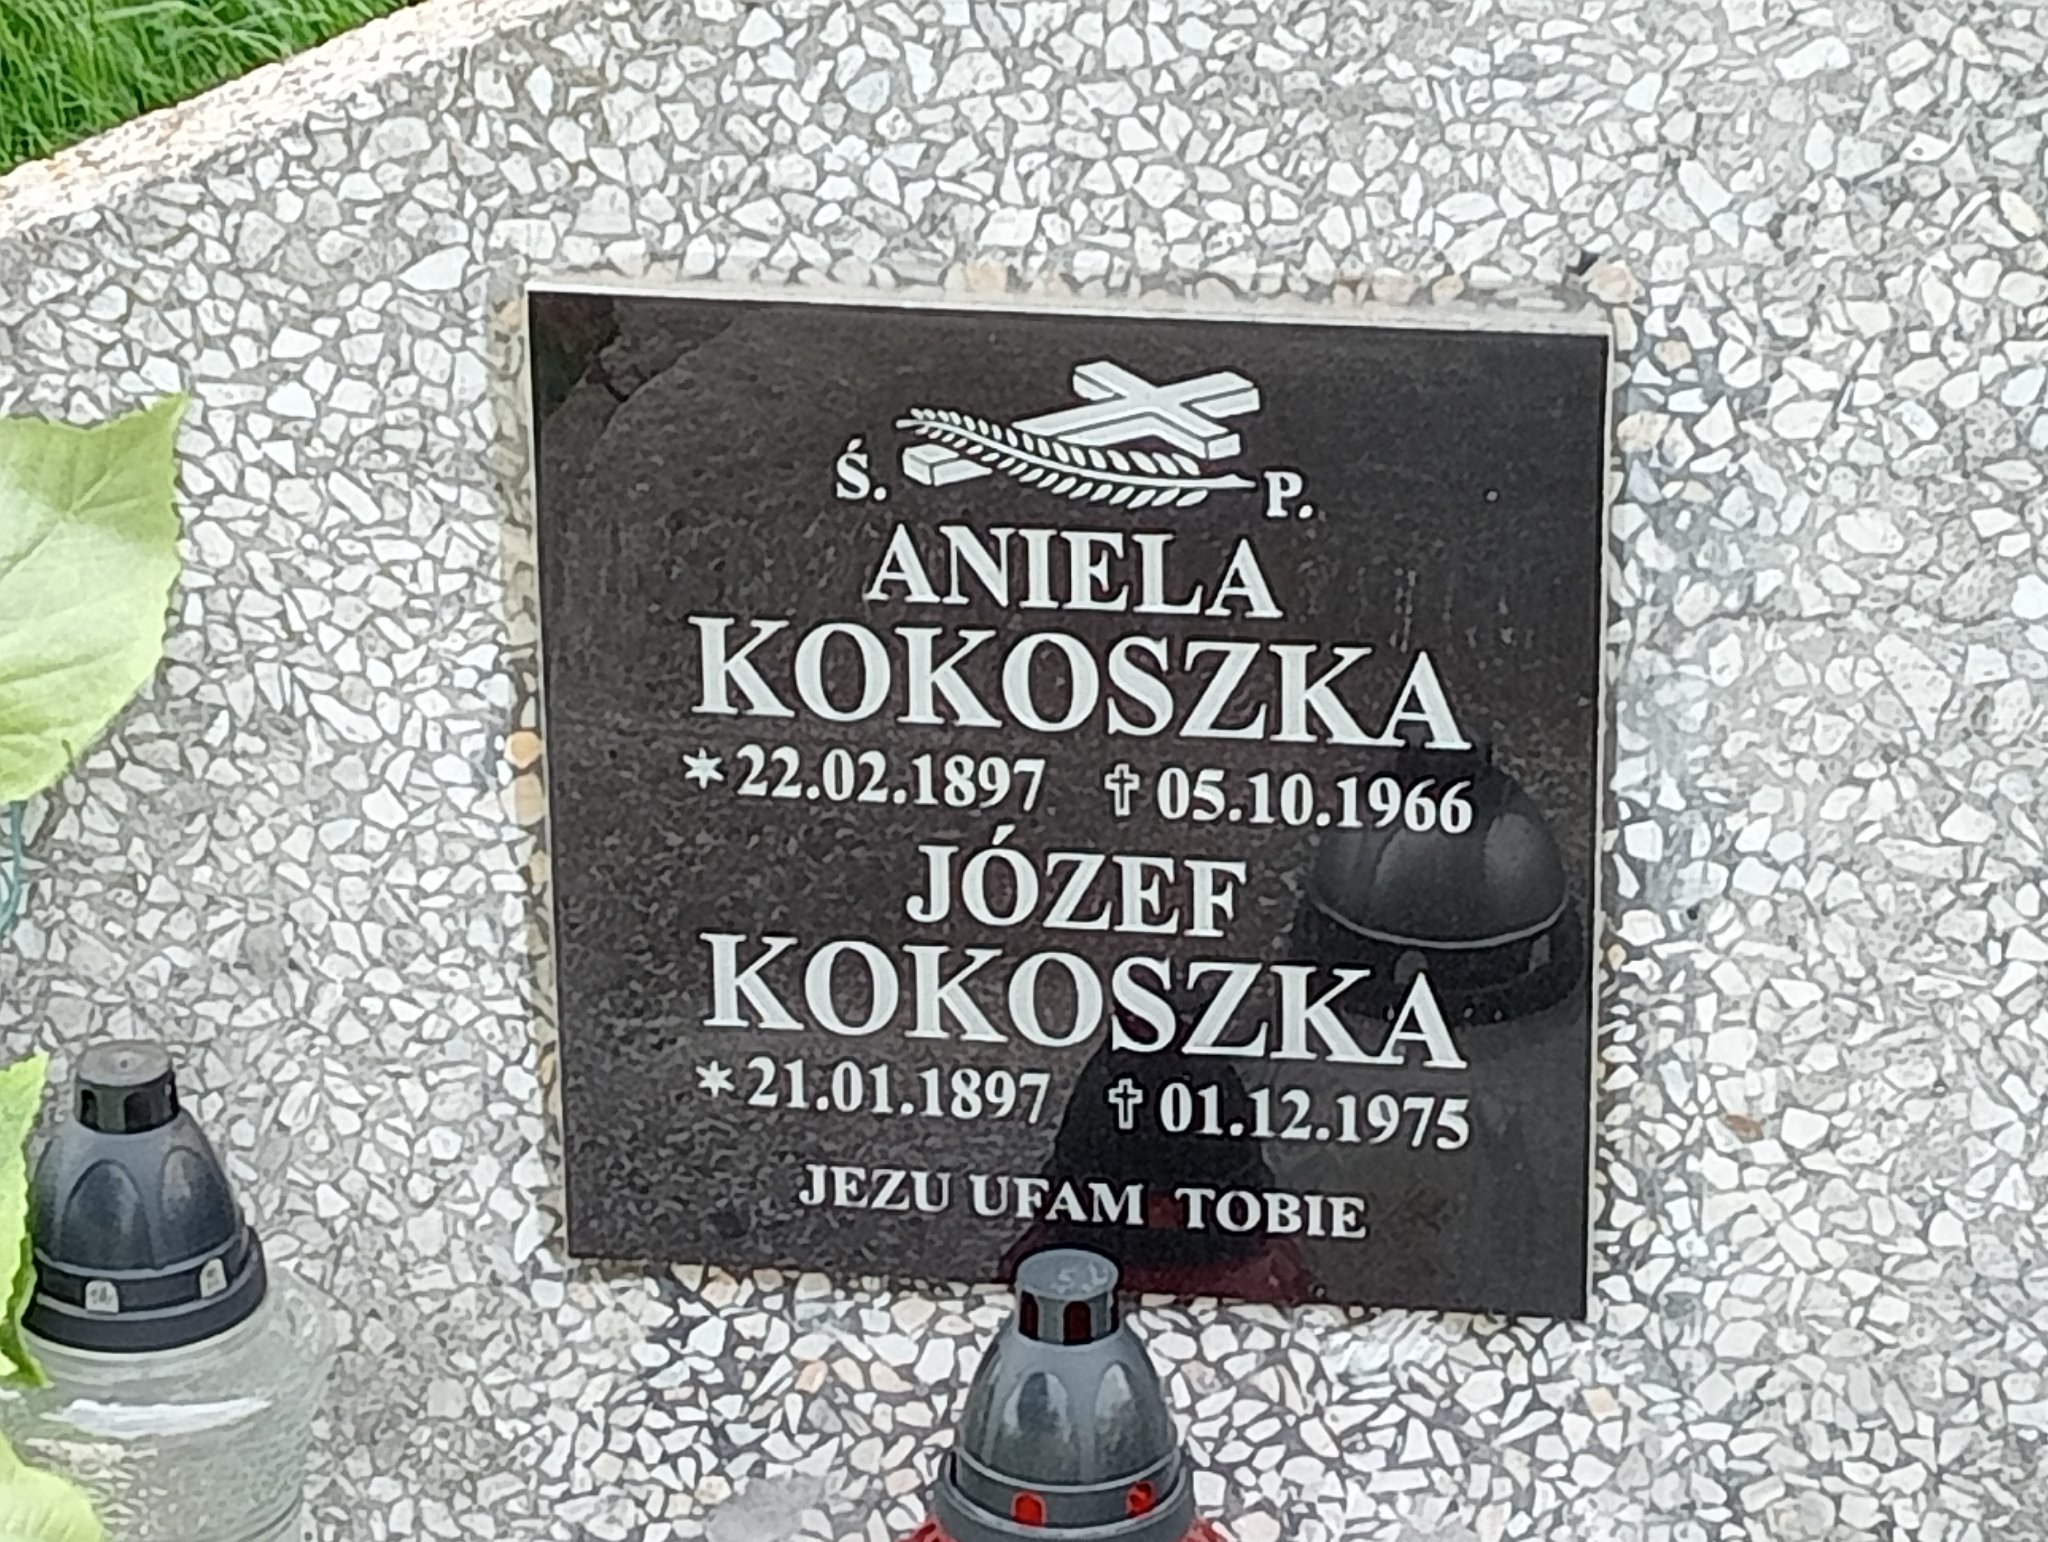 Ś. P.
ANIELA
KOKOSZKA
* 22.02.1897 ✝ 05.10.1966
JÓZEF
KOKOSZKA
* 21.01.1897 ✝ 01.12.1975
JEZU UFAM TOBIE